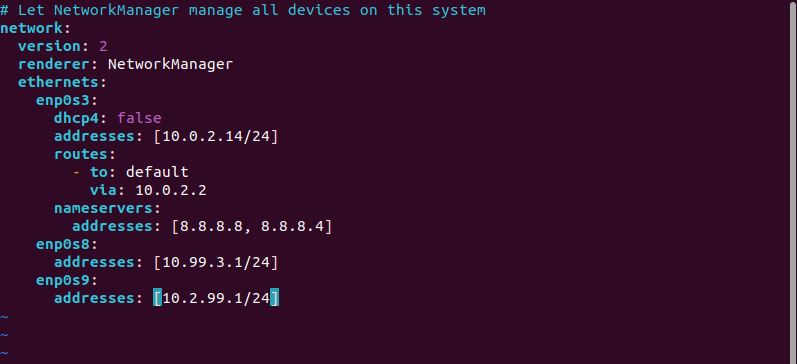 # Let NetworkManager manage all devices on this system
network:
  version: 2
  renderer: NetworkManager
  ethernets:
    enp0s3:
      dhcp4: false
      addresses: [10.0.2.14/24]
      routes:
        - to: default
          via: 10.0.2.2
      nameservers:
        addresses: [8.8.8.8, 8.8.8.4]
    enp0s8:
      addresses: [10.99.3.1/24]
    enp0s9:
      addresses: [10.2.99.1/24]
~
~
~